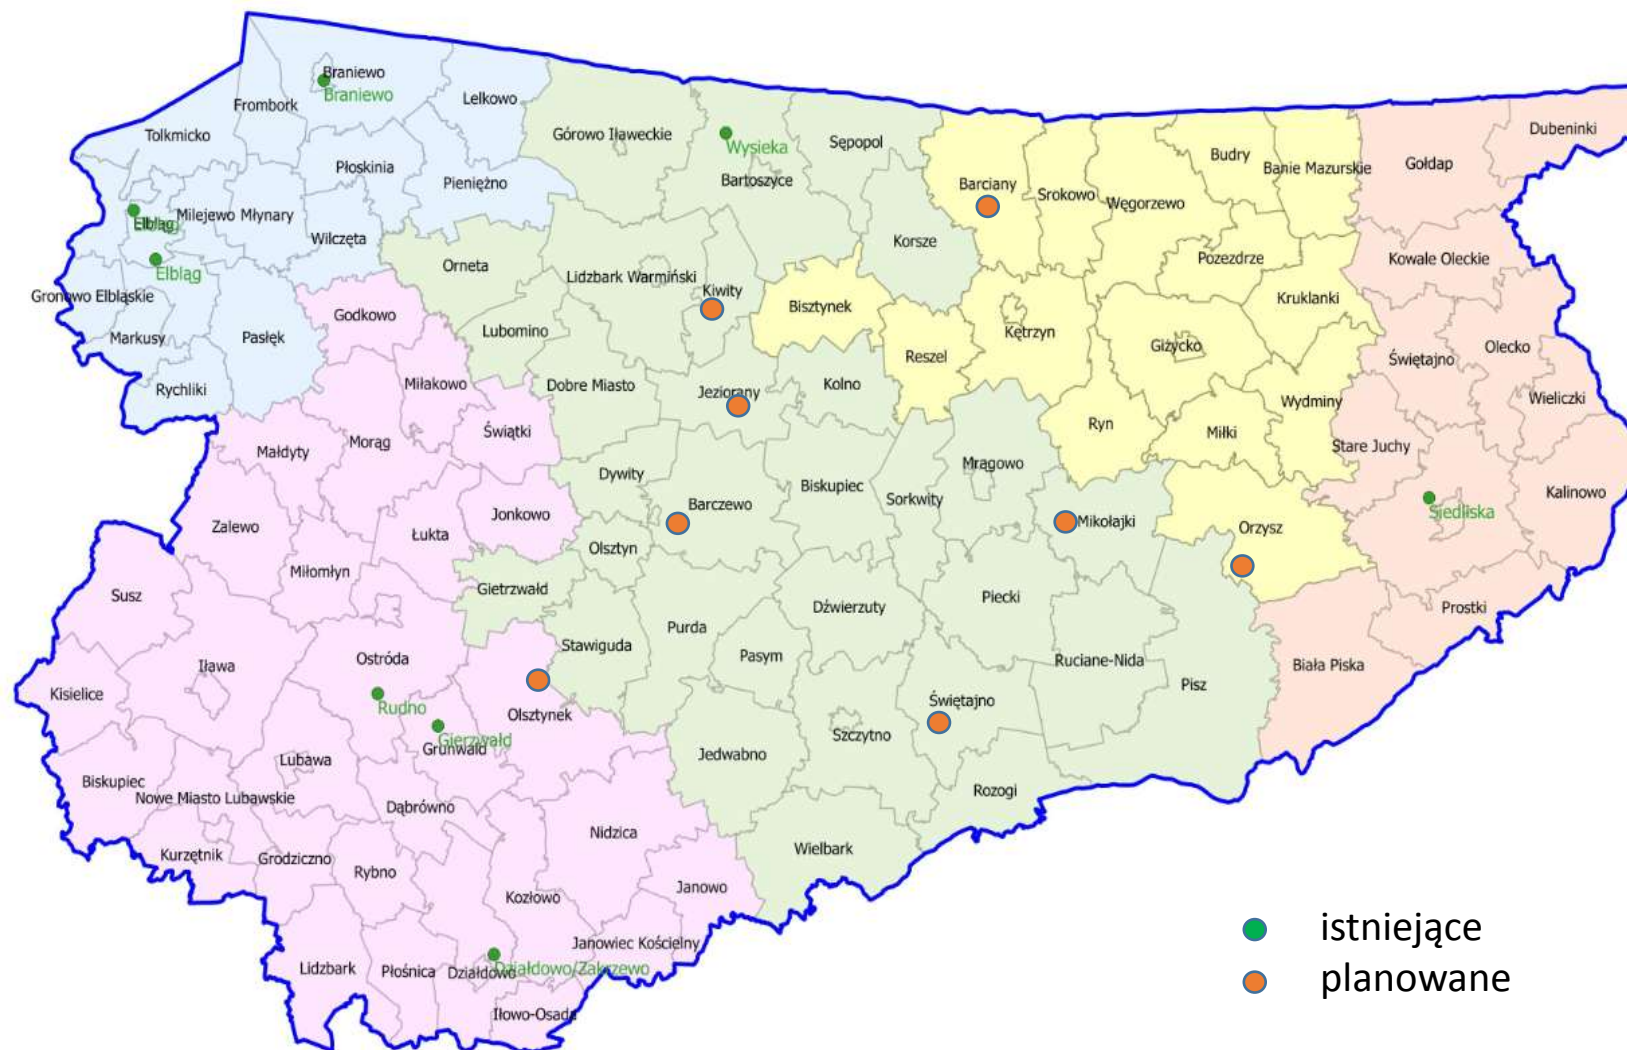 Braniewo
Braniewo
Lelkowo
Frombork
Tolkmicko
Górowo Iławeckie
Wysieka
Sępopol
Bartoszyce
Budry
Banie Mazurskie
Gołdap
Dubeninki
Płoskinia
Pieniężno
Barciany
Srokowo
Węgorzewo
Milejewo
Młynary
Elbląg
Wilczęta
Korsze
Pozezdrze
Kowale Oleckie
Elbląg
Orneta
Lidzbark Warmiński
Kiwity
Gronowo Elbląskie
Bisztynek
Kruklanki
Godkowo
Markusy
Pasłęk
Lubomino
Kętrzyn
Giżycko
Olecko
Reszel
Świętajno
Rychliki
Miłakowo
Dobre Miasto
Jeziorany
Kolno
Wieliczki
Wydminy
Ryn
Miłki
Małdyty
Morąg
Świątki
Stare Juchy
Mrągowo
Dywity
Biskupiec
Sorkwity
Kalinowo
Barczewo
Jonkowo
Siedliska
Zalewo
Łukta
Mikołajki
Orzysz
Olsztyn
Miłomłyn
Gietrzwałd
Susz
Piecki
Dźwierzuty
Prostki
Purda
Stawiguda
Ostróda
Iława
Pasym
Ruciane-Nida
Biała Piska
Kisielice
Pisz
Rudno
Olsztynek
Świętajno
Gierzwałd
Grunwald
Szczytno
Jedwabno
Lubawa
Biskupiec
Rozogi
Nowe Miasto Lubawskie
Dąbrówno
Nidzica
Wielbark
Kurzętnik
Grodziczno
Rybno
Kozłowo
Janowo
istniejące
Janowiec Kościelny
Lidzbark
Płośnica
Działdowo
Działdowo/Zakrzewo
planowane
Iłowo-Osada